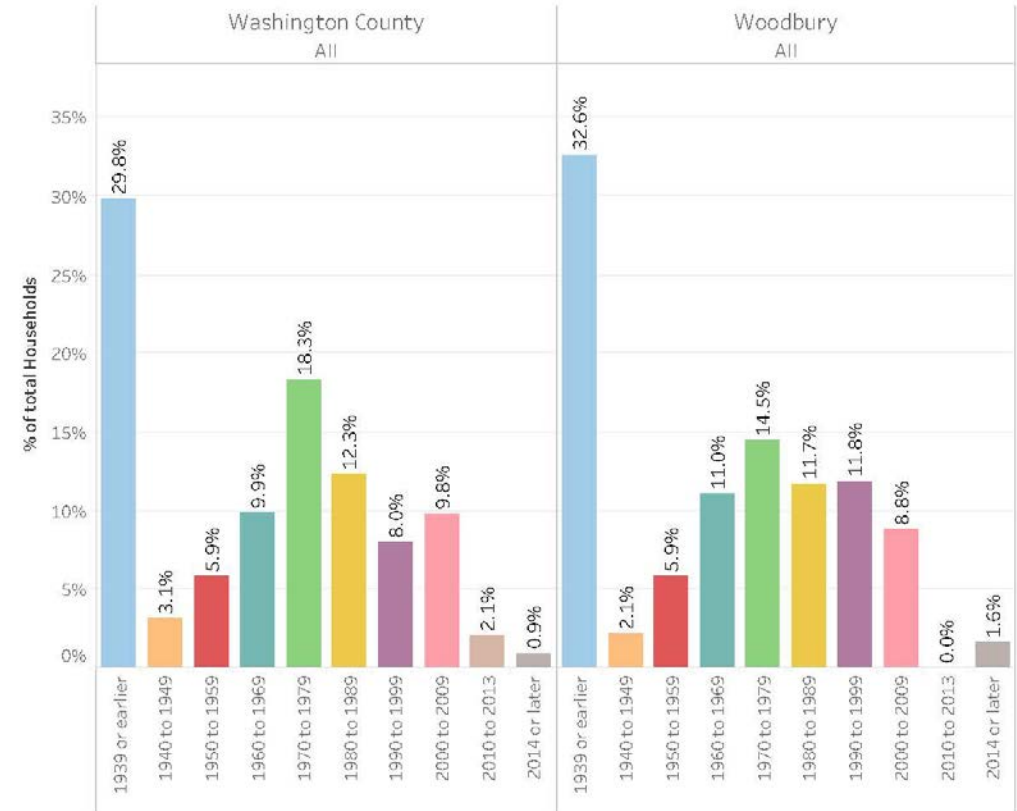 Washington County
All
Woodbury
All
% of total Households
35%
30%
25%
20%
15%
10%
5%
0%
29.8%
3.1%
5.9%
9.9%
18.3%
12.3%
8.0%
9.8%
2.1%
0.9%
32.6%
2.1%
5.9%
11.0%
14.5%
11.7%
11.8%
8.8%
0.0%
1.6%
1939 or earlier
1940 to 1949
1950 to 1959
1960 to 1969
1970 to 1979
1980 to 1989
1990 to 1999
2000 to 2009
2010 to 2013
2014 or later
1939 or earlier
1940 to 1949
1950 to 1959
1960 to 1969
1970 to 1979
1980 to 1989
1990 to 1999
2000 to 2009
2010 to 2013
2014 or later